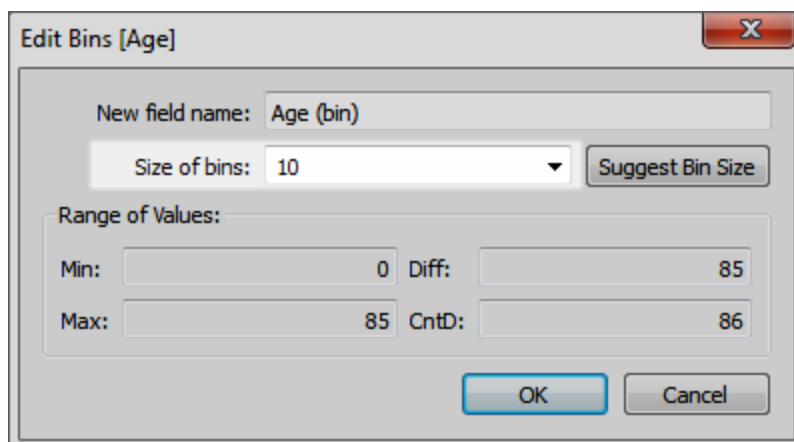 Edit Bins [Age]
New field name: Age (bin)
Size of bins: 10 Suggest Bin Size
Range of Values:
Min: 0 Diff: 85
Max: 85 CntD: 86
OK Cancel